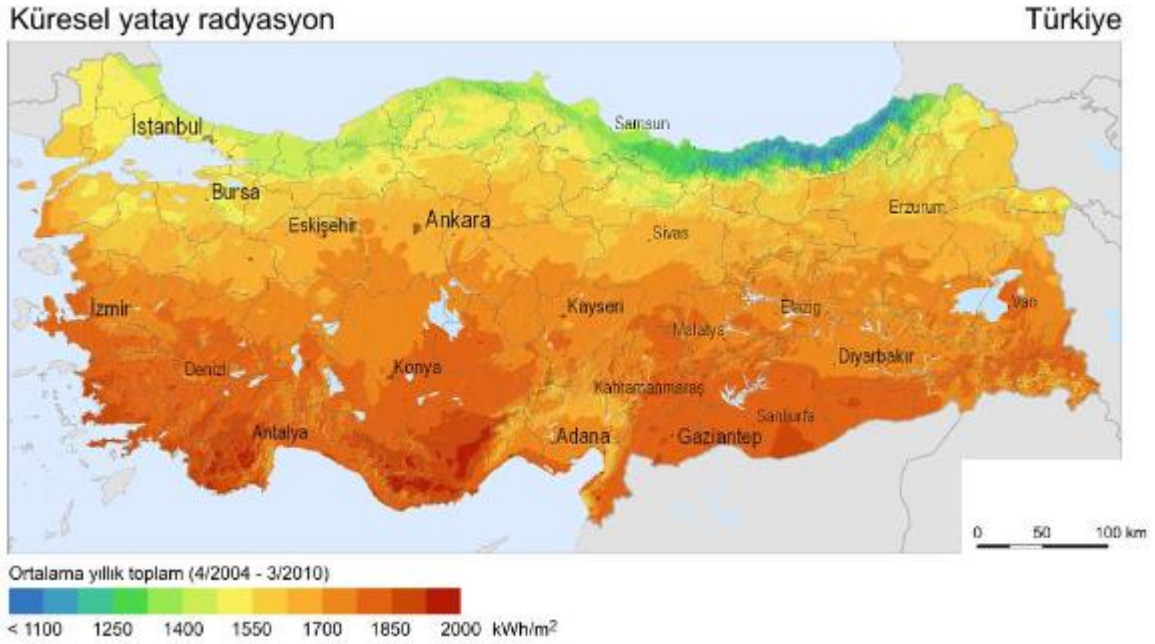 Küresel yatay radyasyon
Türkiye
İstanbul
Samsun
Bursa
Eskişehir
Ankara
Erzurum
Sivas
İzmir
Kayseri
Elazig
Van
Malatya
Denizli
Konya
Diyarbakır
Kahramanmaraş
Sanliurfa
Antalya
Adana
Gaziantep
0 50 100 km
Ortalama yıllık toplam (4/2004 - 3/2010)
< 1100 1250 1400 1550 1700 1850 2000 kWh/m²